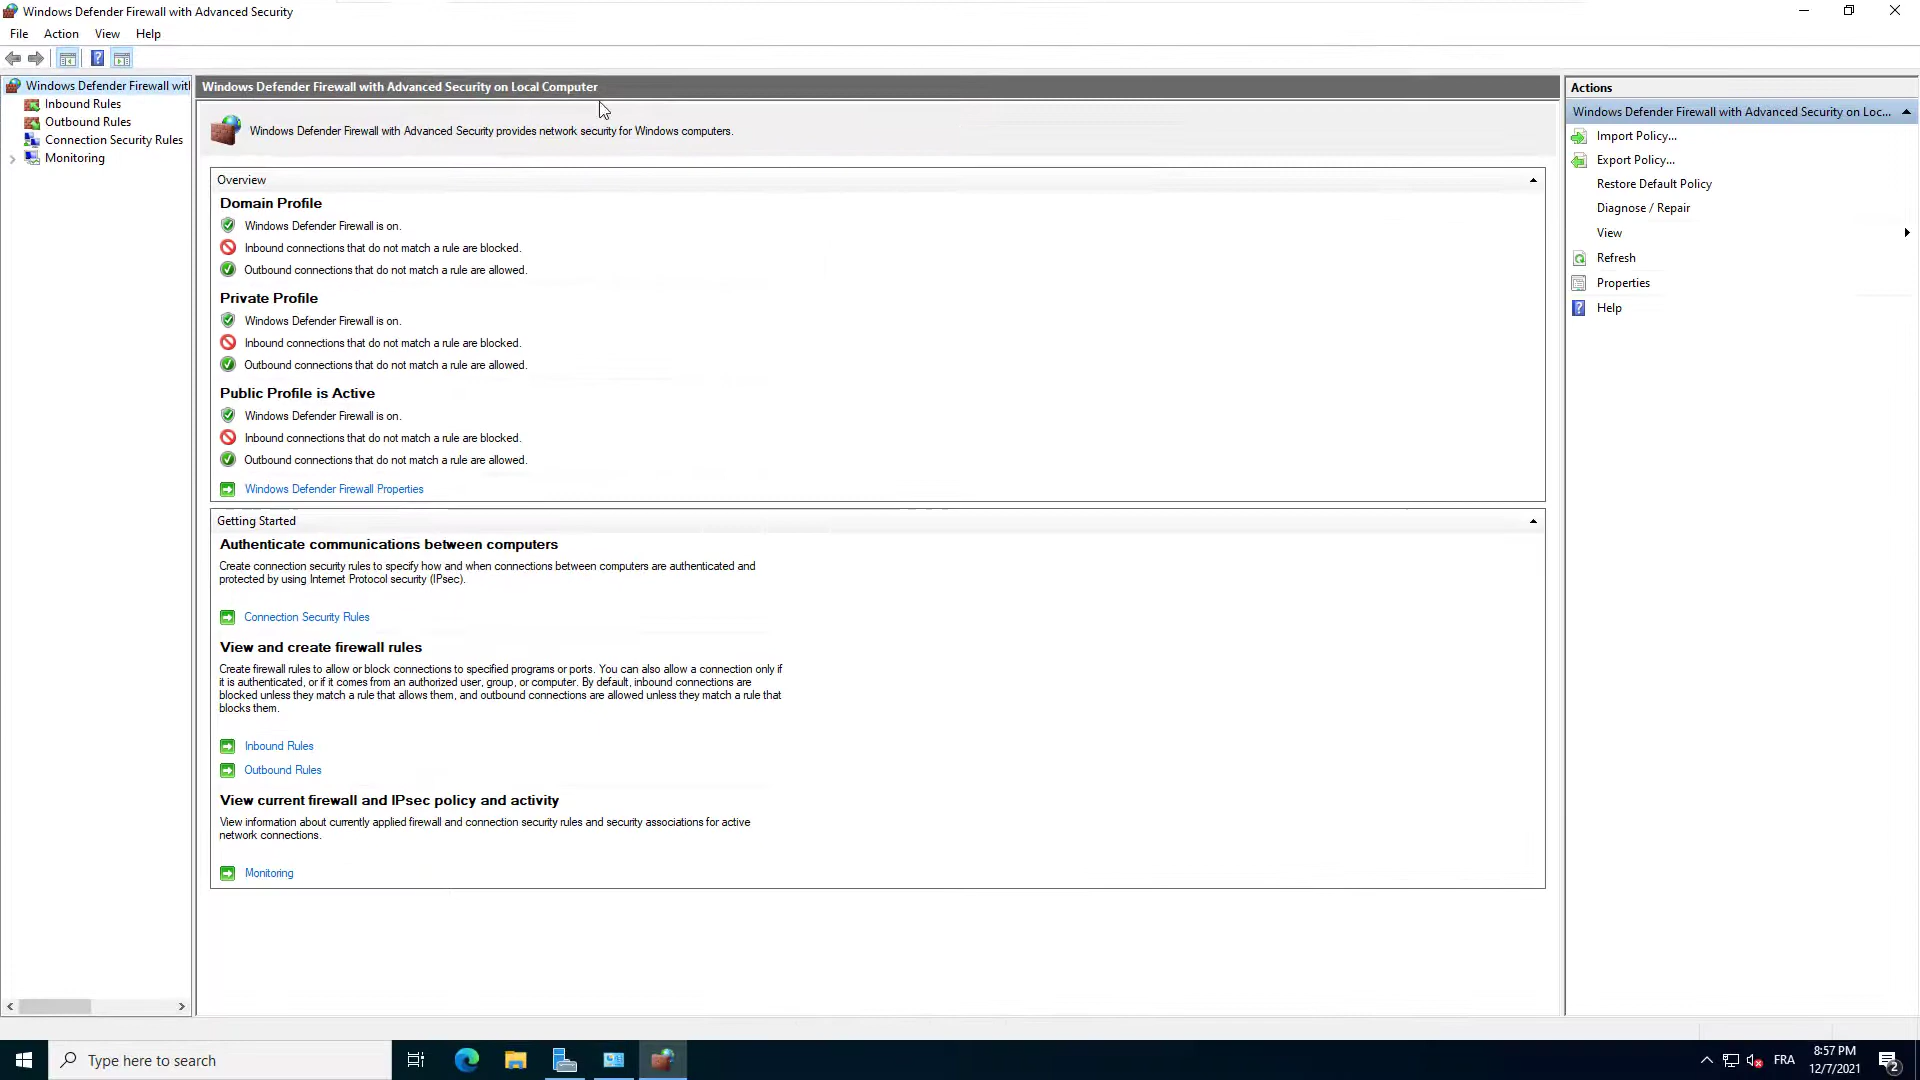 Windows Defender Firewall with Advanced Security
File Action View Help
Windows Defender Firewall wit
Inbound Rules
Outbound Rules
Connection Security Rules
Monitoring
Windows Defender Firewall with Advanced Security on Local Computer
Windows Defender Firewall with Advanced Security provides network security for Windows computers.
Overview
Domain Profile
Windows Defender Firewall is on.
Inbound connections that do not match a rule are blocked.
Outbound connections that do not match a rule are allowed.
Private Profile
Windows Defender Firewall is on.
Inbound connections that do not match a rule are blocked.
Outbound connections that do not match a rule are allowed.
Public Profile is Active
Windows Defender Firewall is on.
Inbound connections that do not match a rule are blocked.
Outbound connections that do not match a rule are allowed.
Windows Defender Firewall Properties
Getting Started
Authenticate communications between computers
Create connection security rules to specify how and when connections between computers are authenticated and
protected by using Internet Protocol security (IPsec).
Connection Security Rules
View and create firewall rules
Create firewall rules to allow or block connections to specified programs or ports. You can also allow a connection only if
it is authenticated, or if it comes from an authorized user, group, or computer. By default, inbound connections are
blocked unless they match a rule that allows them, and outbound connections are allowed unless they match a rule that
blocks them.
Inbound Rules
Outbound Rules
View current firewall and IPsec policy and activity
View information about currently applied firewall and connection security rules and security associations for active
network connections.
Monitoring
Actions
Windows Defender Firewall with Advanced Security on Loc...
Import Policy...
Export Policy...
Restore Default Policy
Diagnose / Repair
View
Refresh
Properties
Help
Type here to search
FRA
8:57 PM
12/7/2021
2